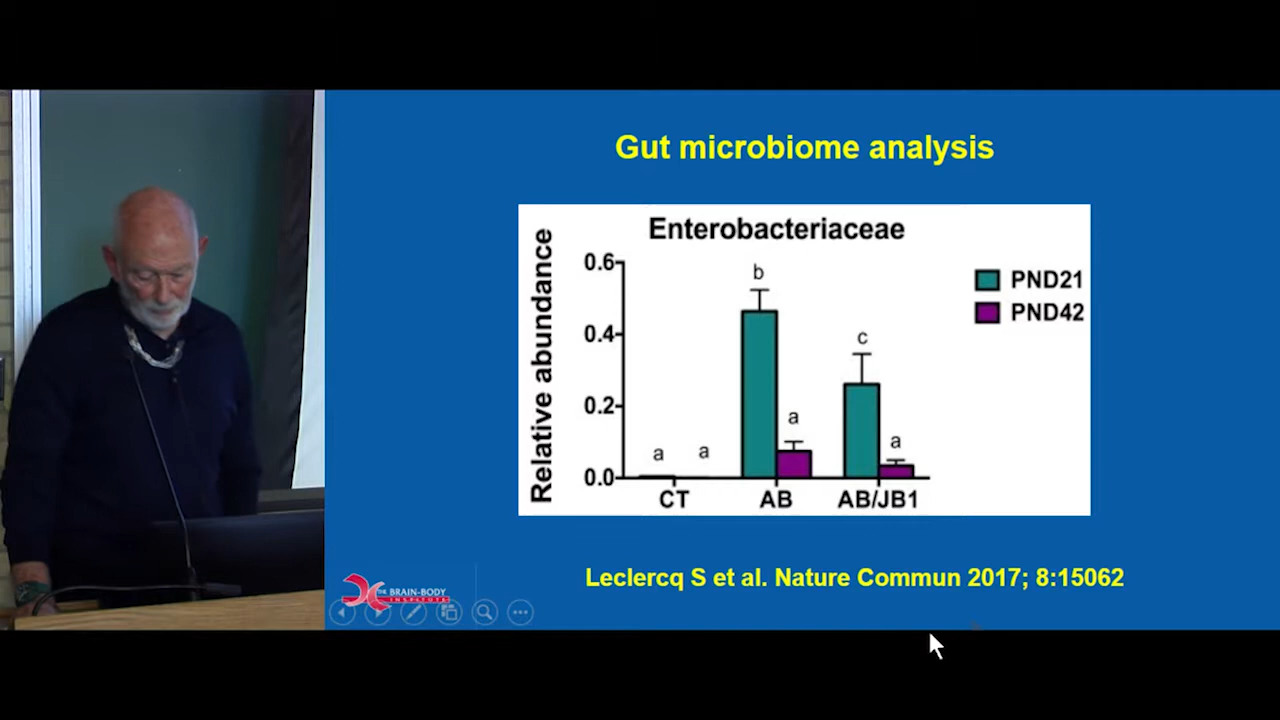 Gut microbiome analysis
Enterobacteriaceae
Relative abundance
0.6
0.4
0.2
0.0
a
a
b
a
c
a
CT
AB
AB/JB1
PND21
PND42
Leclercq S et al. Nature Commun 2017; 8:15062
THE BRAIN-BODY
INSTITUTE